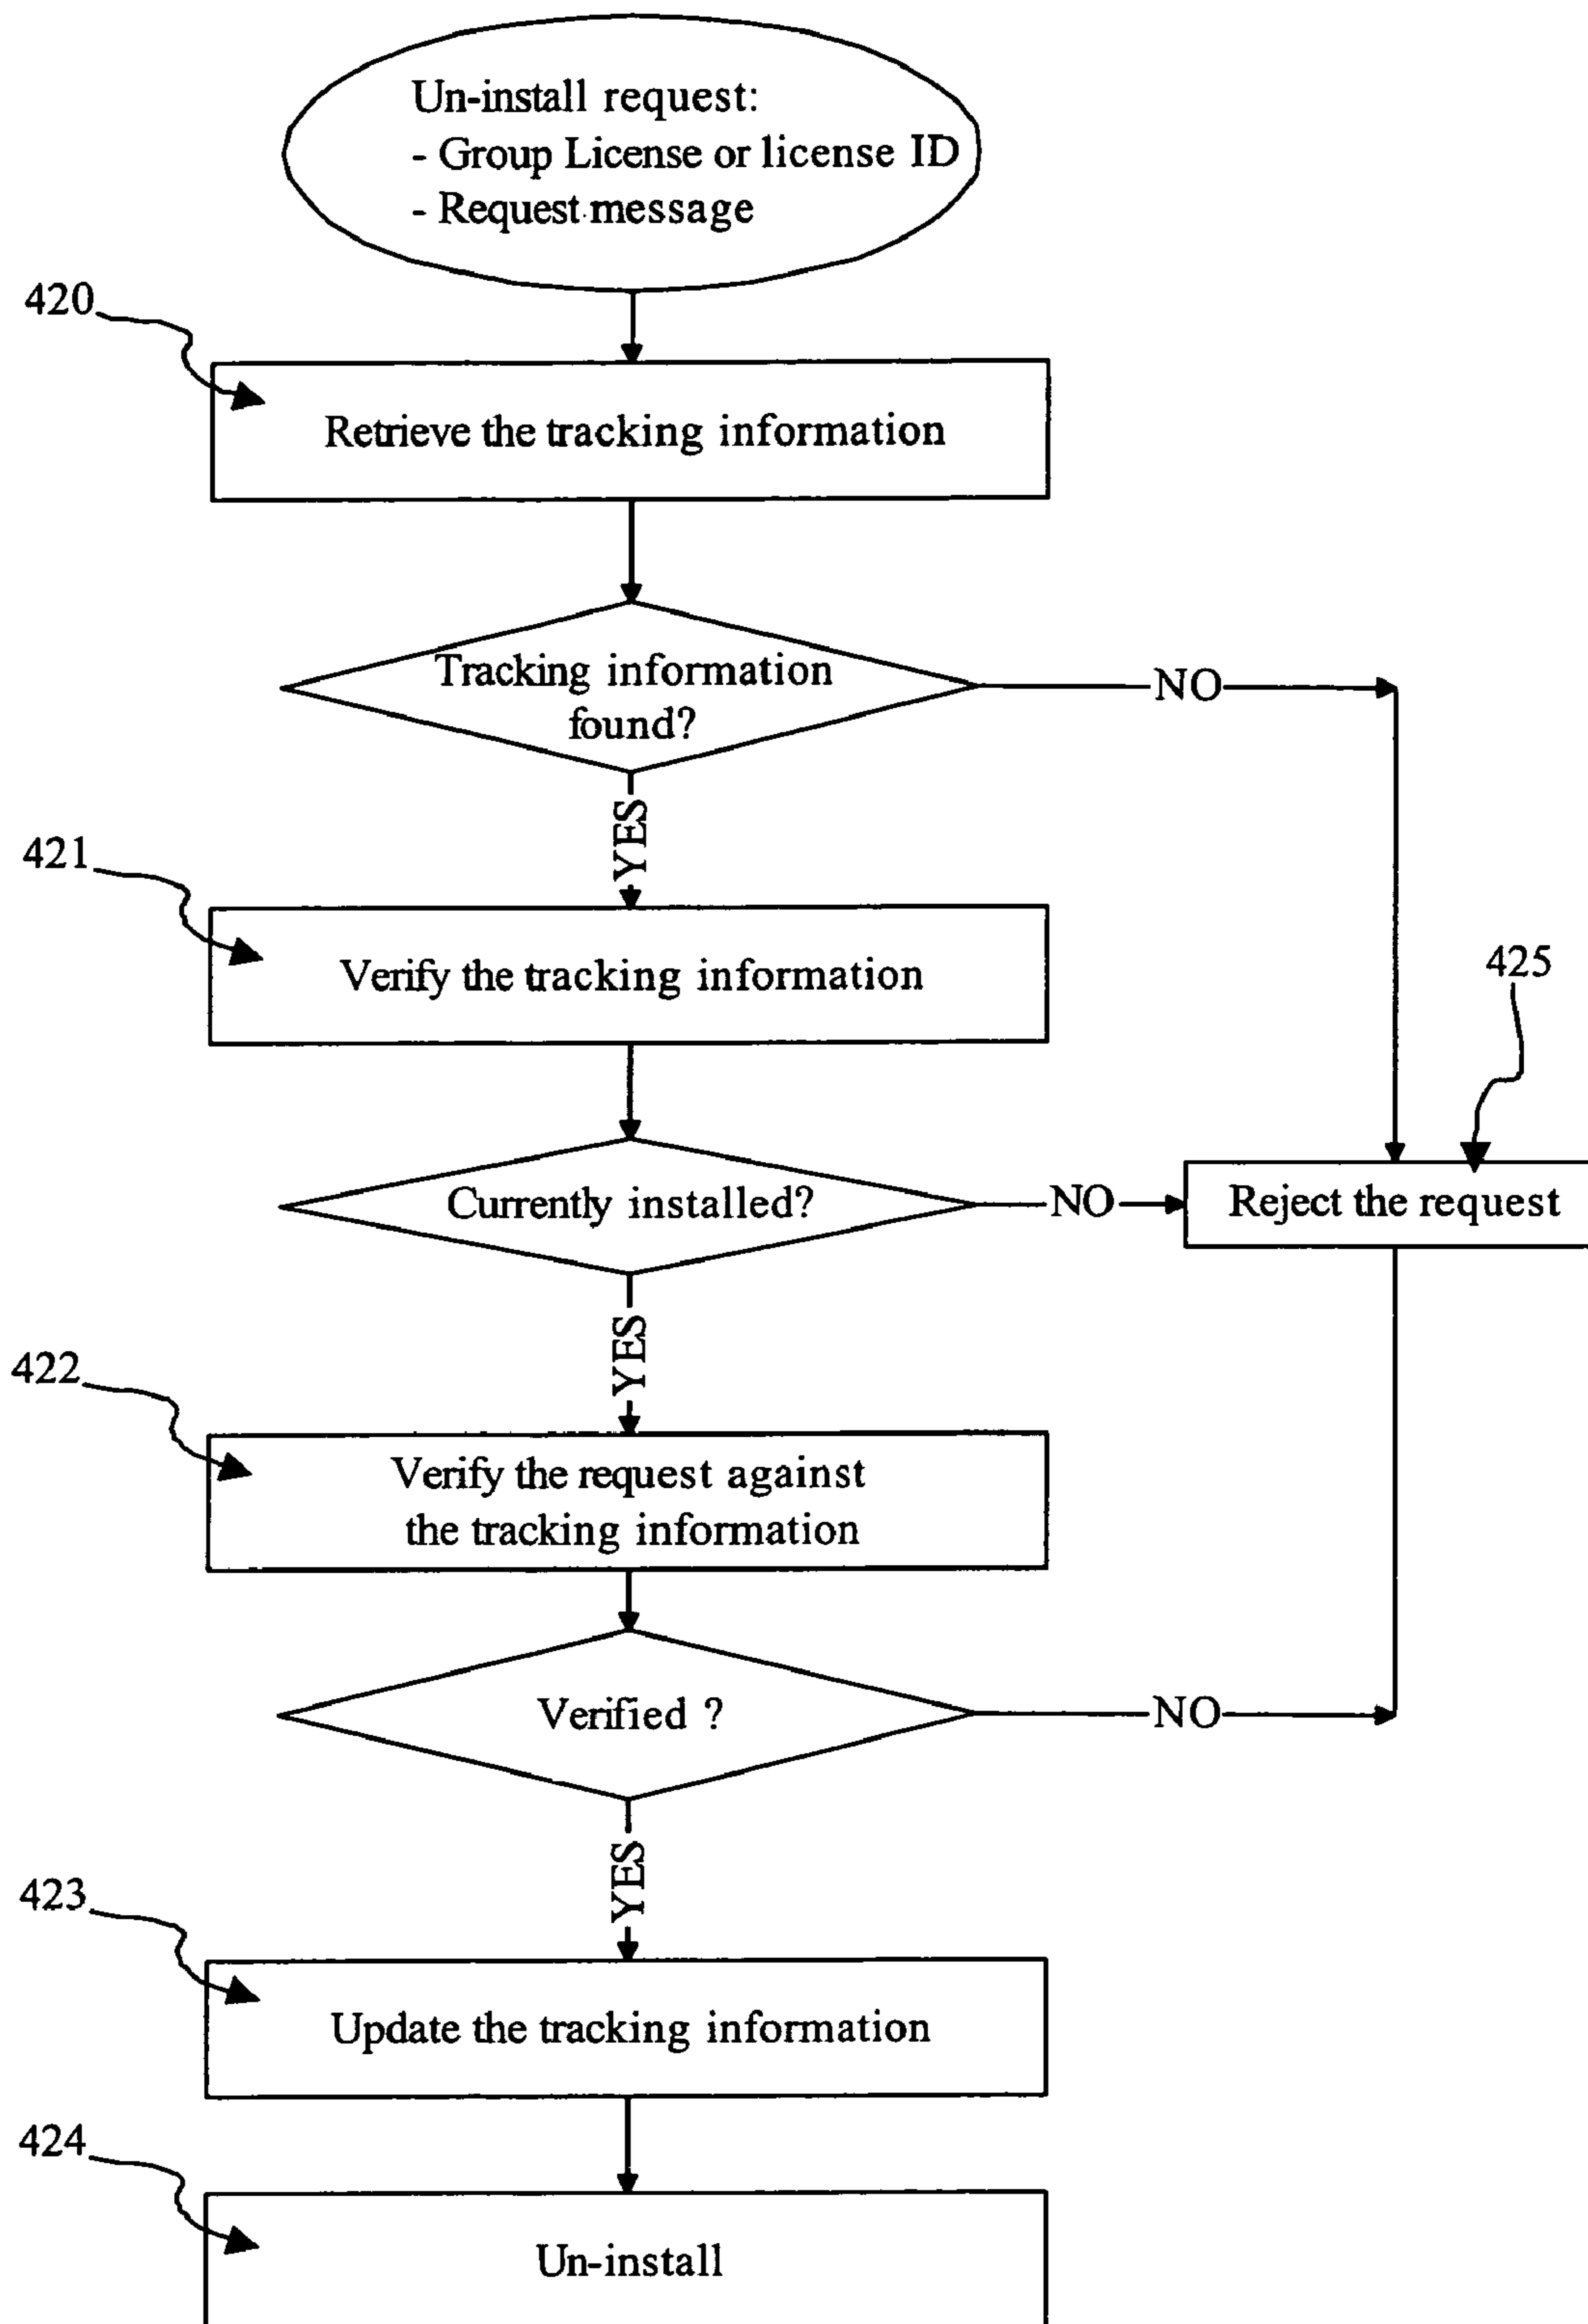 Un-install request:
- Group License or license ID
- Request message
420
Retrieve the tracking information
Tracking information
found?
NO
YES
421
Verify the tracking information
425
Currently installed?
NO
Reject the request
YES
422
Verify the request against
the tracking information
Verified ?
NO
YES
423
Update the tracking information
424
Un-install